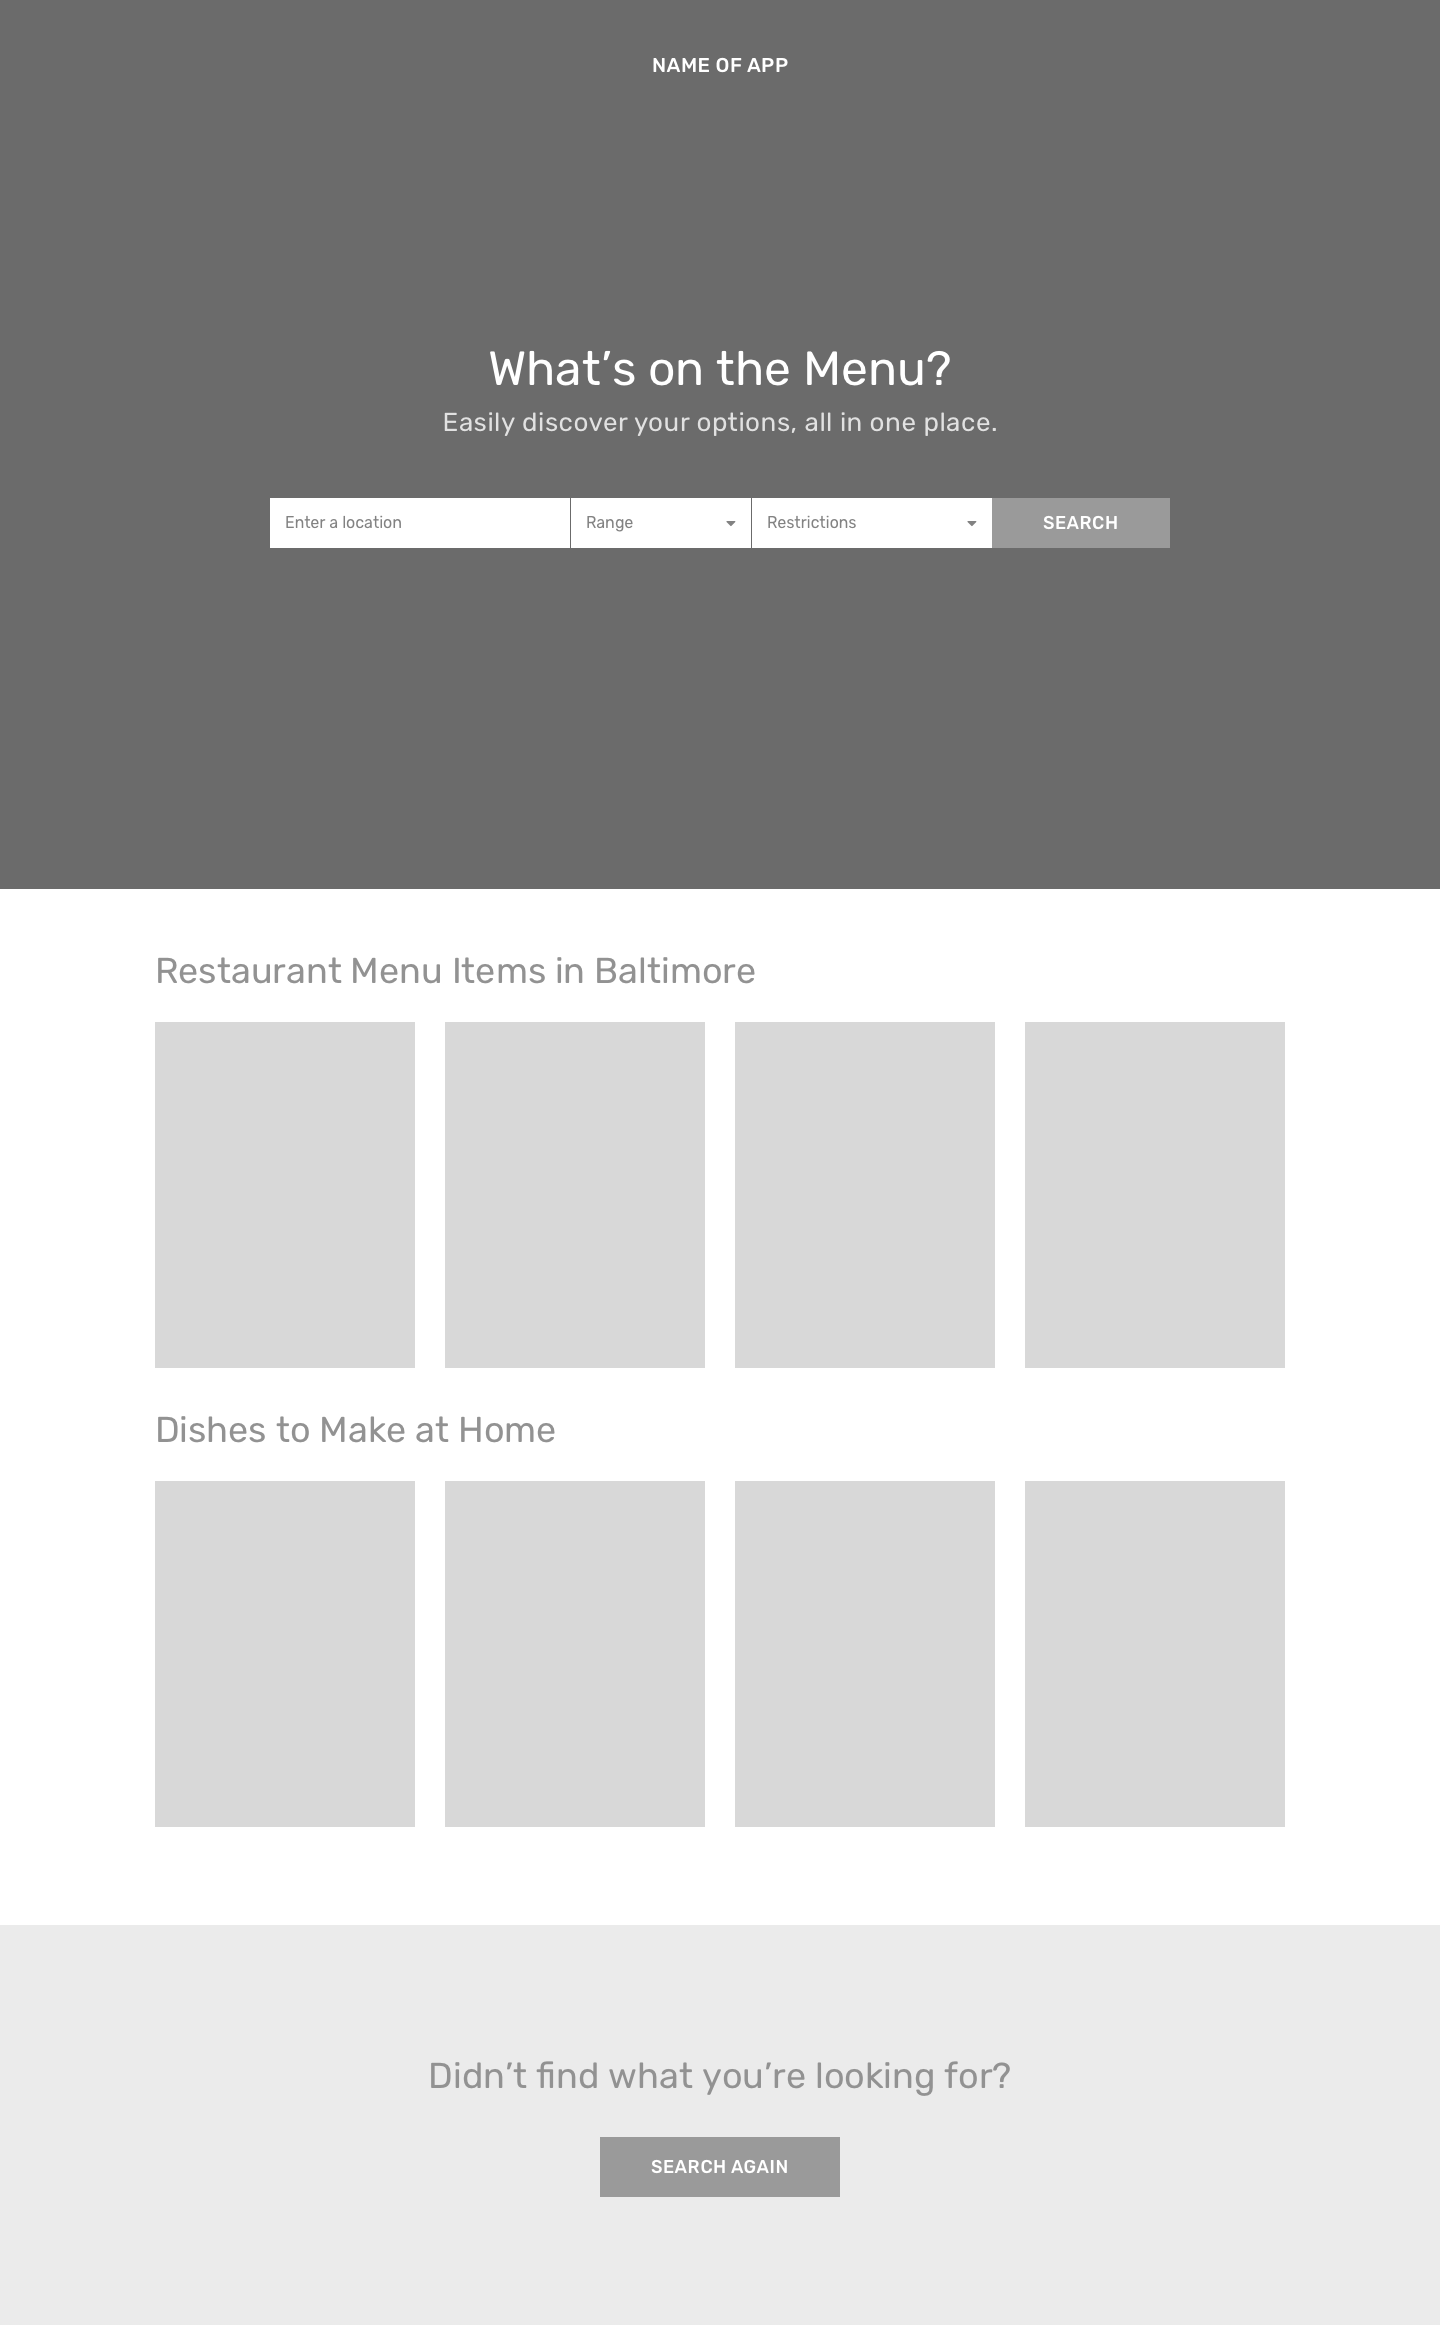 NAME OF APP
What’s on the Menu?
Easily discover your options, all in one place.
Enter a location
Range
Restrictions
SEARCH
Restaurant Menu Items in Baltimore
Dishes to Make at Home
Didn’t find what you’re looking for?
SEARCH AGAIN